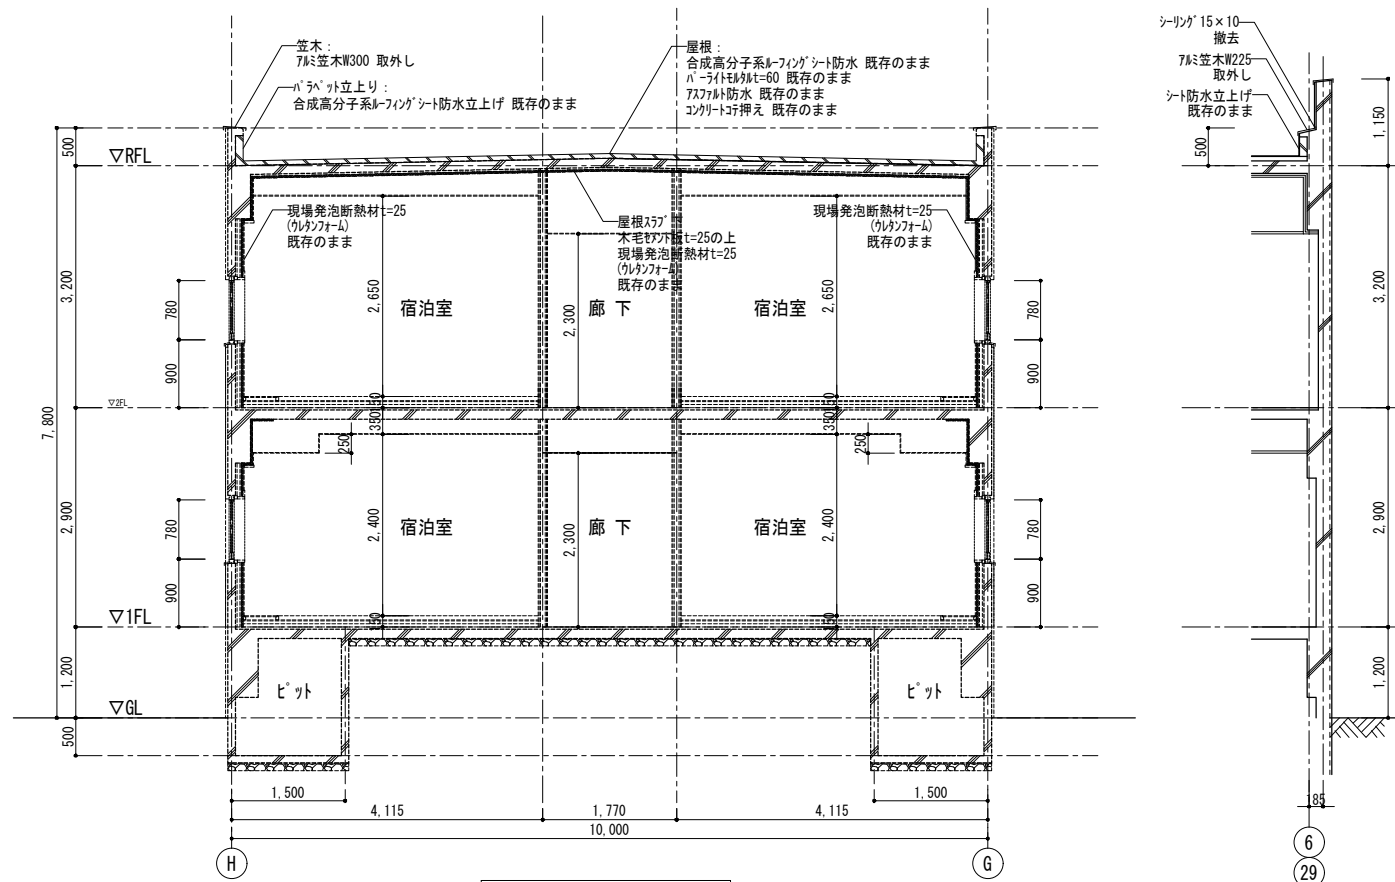 笠木：
アルミ笠木W300 取外し
パラペット立上り：
合成高分子系ルーフィングシート防水立上げ 既存のまま
屋根：
合成高分子系ルーフィングシート防水 既存のまま
パーライトモルタルt=60 既存のまま
アスファルト防水 既存のまま
コンクリートコテ押え 既存のまま
シーリング15×10
撤去
アルミ笠木W225
取外し
シート防水立上げ
既存のまま
500
▽RFL
500
1,150
現場発泡断熱材t=25
(ウレタンフォーム)
既存のまま
屋根スラブ下
木毛セメント板t=25の上
現場発泡断熱材t=25
(ウレタンフォーム)
既存のまま
現場発泡断熱材t=25
(ウレタンフォーム)
既存のまま
3,200
780
900
2,650
宿泊室
2,300
廊 下
宿泊室
2,650
780
900
3,200
▽2FL
7,800
150
350
250
150
350
250
2,900
780
900
2,400
宿泊室
2,300
廊 下
宿泊室
2,400
780
900
2,900
▽1FL
150
150
1,200
ピット
ピット
1,200
▽GL
500
1,500
1,500
4,115
1,770
4,115
10,000
185
H
G
6
29